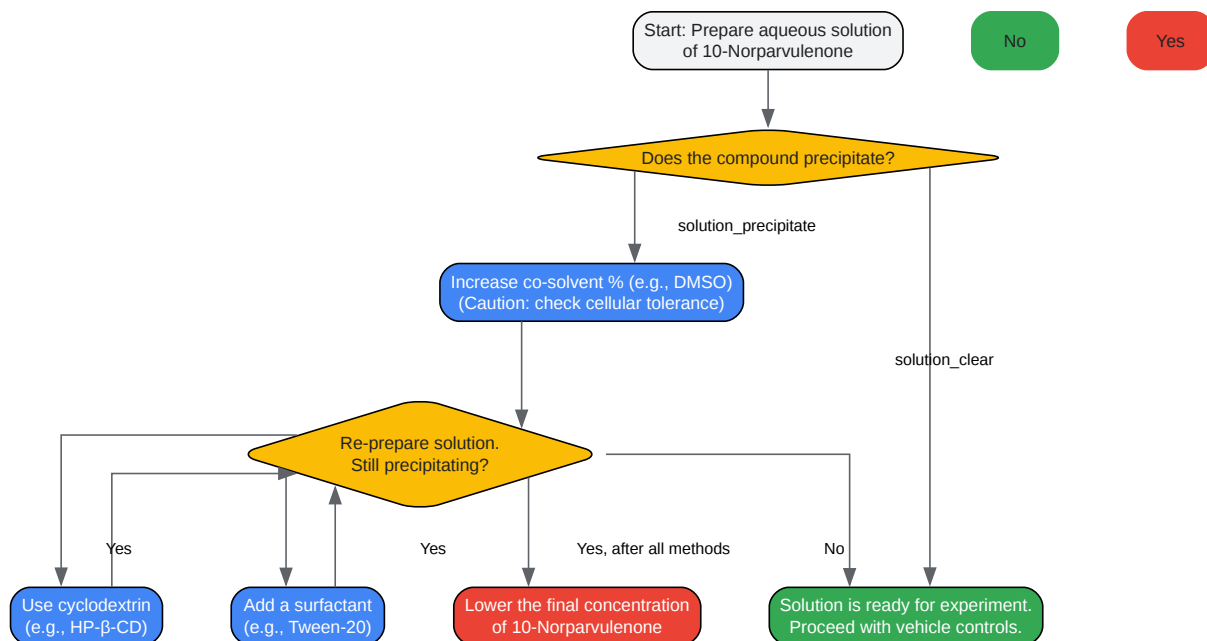 Start: Prepare aqueous solution
of 10-Norparvulenone
No
Yes
Does the compound precipitate?
solution_precipitate
Increase co-solvent % (e.g., DMSO)
(Caution: check cellular tolerance)
solution_clear
Re-prepare solution.
Still precipitating?
Yes
Yes
Yes, after all methods
No
Use cyclodextrin
(e.g., HP-β-CD)
Add a surfactant
(e.g., Tween-20)
Lower the final concentration
of 10-Norparvulenone
Solution is ready for experiment.
Proceed with vehicle controls.